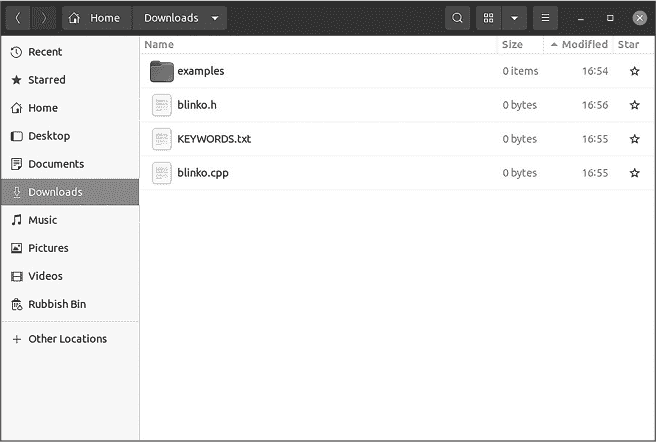 Home Downloads
Name Size Modified Star
Recent
Starred
Home
Desktop
Documents
Downloads
Music
Pictures
Videos
Rubbish Bin
Other Locations
examples 0 items 16:54
blinko.h 0 bytes 16:56
KEYWORDS.txt 0 bytes 16:55
blinko.cpp 0 bytes 16:55